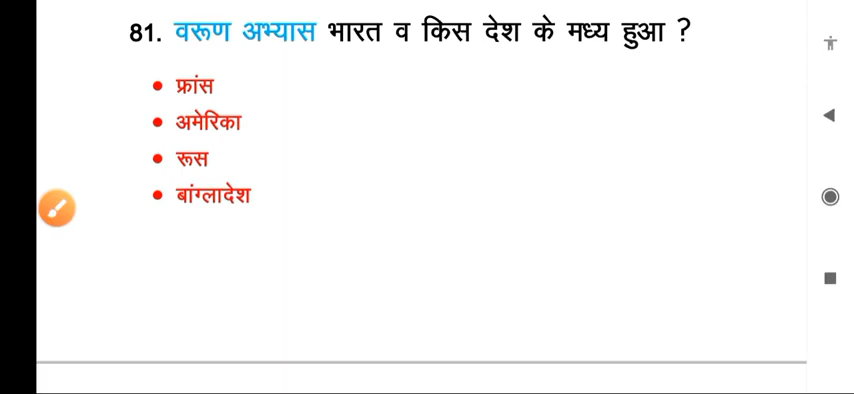 81. वरूण अभ्यास भारत व किस देश के मध्य हुआ ?
• फ्रांस
• अमेरिका
• रूस
• बांग्लादेश